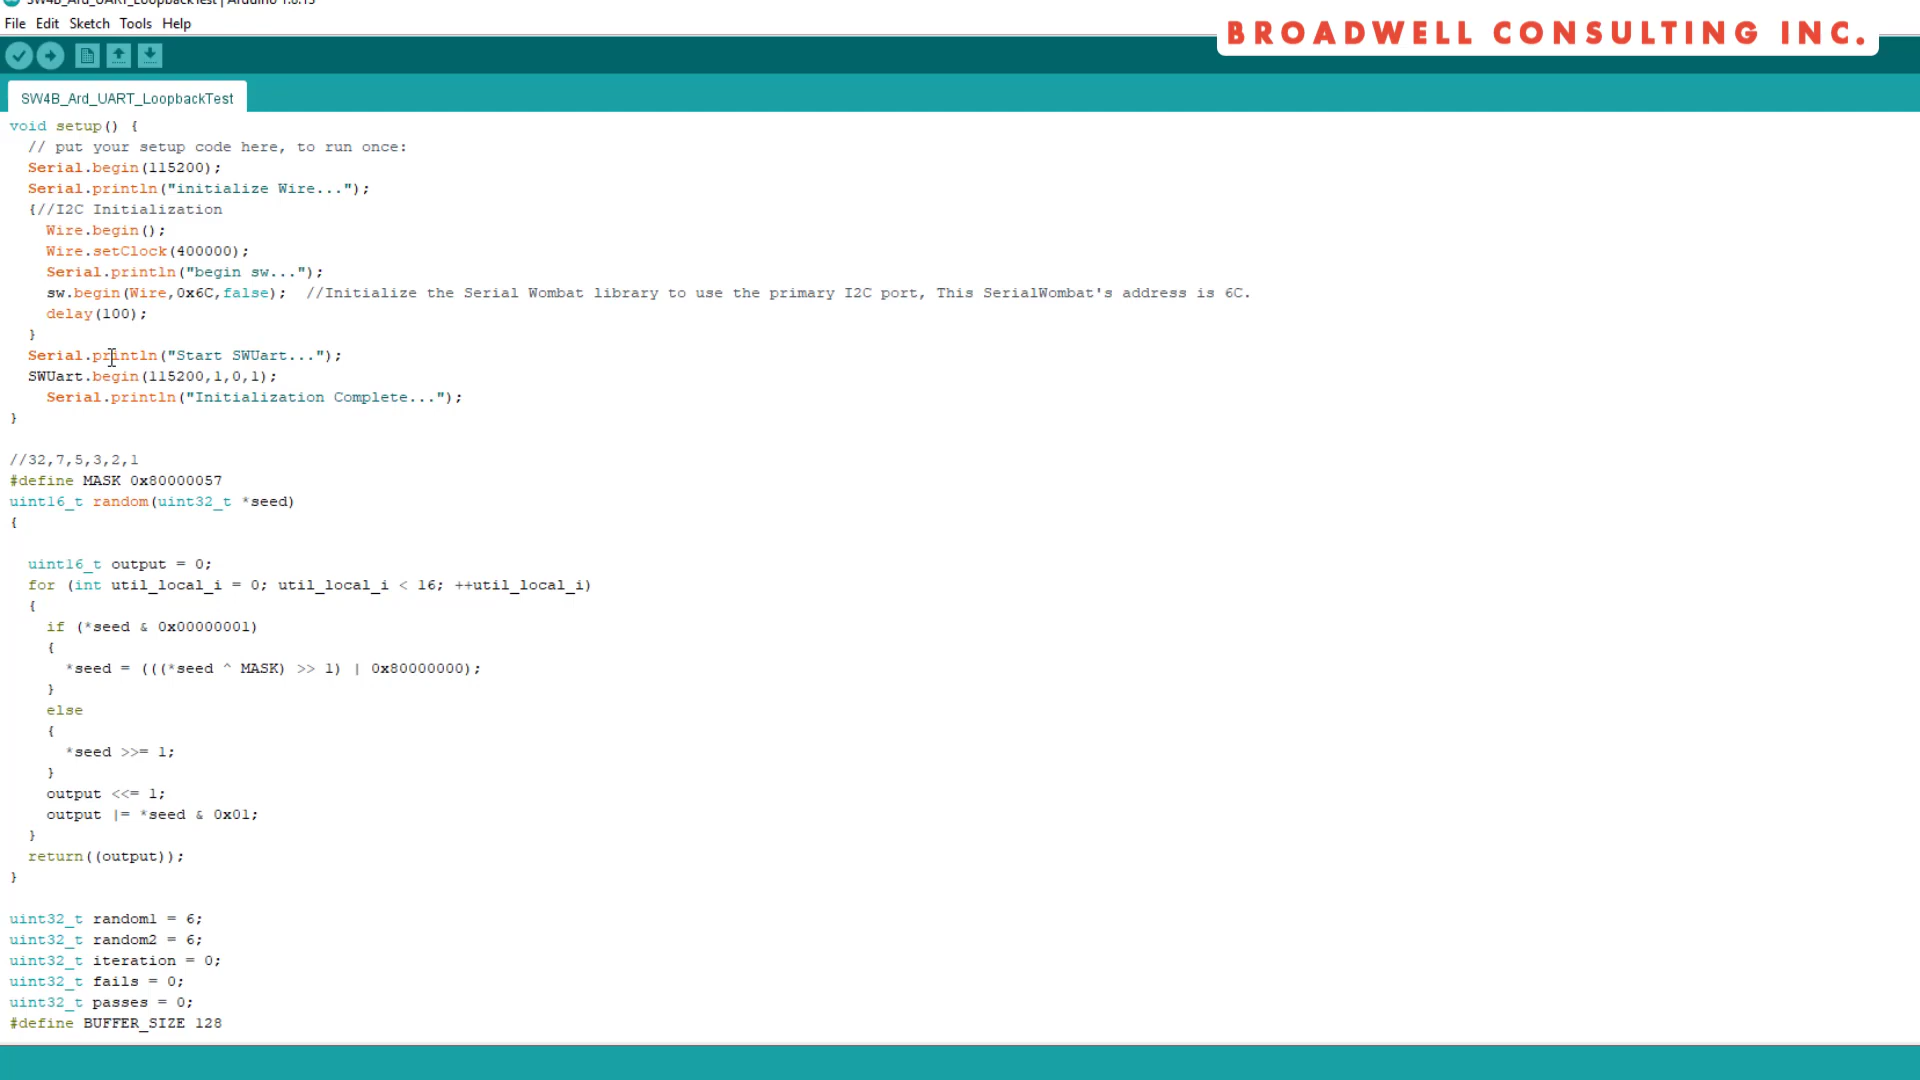 SW4B_Ard_UART_LoopbackTest | Arduino 1.8.13
File Edit Sketch Tools Help
BROADWELL CONSULTING INC.
SW4B_Ard_UART_LoopbackTest
void setup() {
  // put your setup code here, to run once:
  Serial.begin(115200);
  Serial.println("initialize Wire...");
  {//I2C Initialization
    Wire.begin();
    Wire.setClock(400000);
    Serial.println("begin sw...");
    sw.begin(Wire,0x6C,false);  //Initialize the Serial Wombat library to use the primary I2C port, This SerialWombat's address is 6C.
    delay(100);
  }
  Serial.println("Start SWUart...");
  SWUart.begin(115200,1,0,1);
    Serial.println("Initialization Complete...");
}
//32,7,5,3,2,1
#define MASK 0x80000057
uint16_t random(uint32_t *seed)
{
  uint16_t output = 0;
  for (int util_local_i = 0; util_local_i < 16; ++util_local_i)
  {
    if (*seed & 0x00000001)
    {
      *seed = (((*seed ^ MASK) >> 1) | 0x80000000);
    }
    else
    {
      *seed >>= 1;
    }
    output <<= 1;
    output |= *seed & 0x01;
  }
  return((output));
}
uint32_t random1 = 6;
uint32_t random2 = 6;
uint32_t iteration = 0;
uint32_t fails = 0;
uint32_t passes = 0;
#define BUFFER_SIZE 128